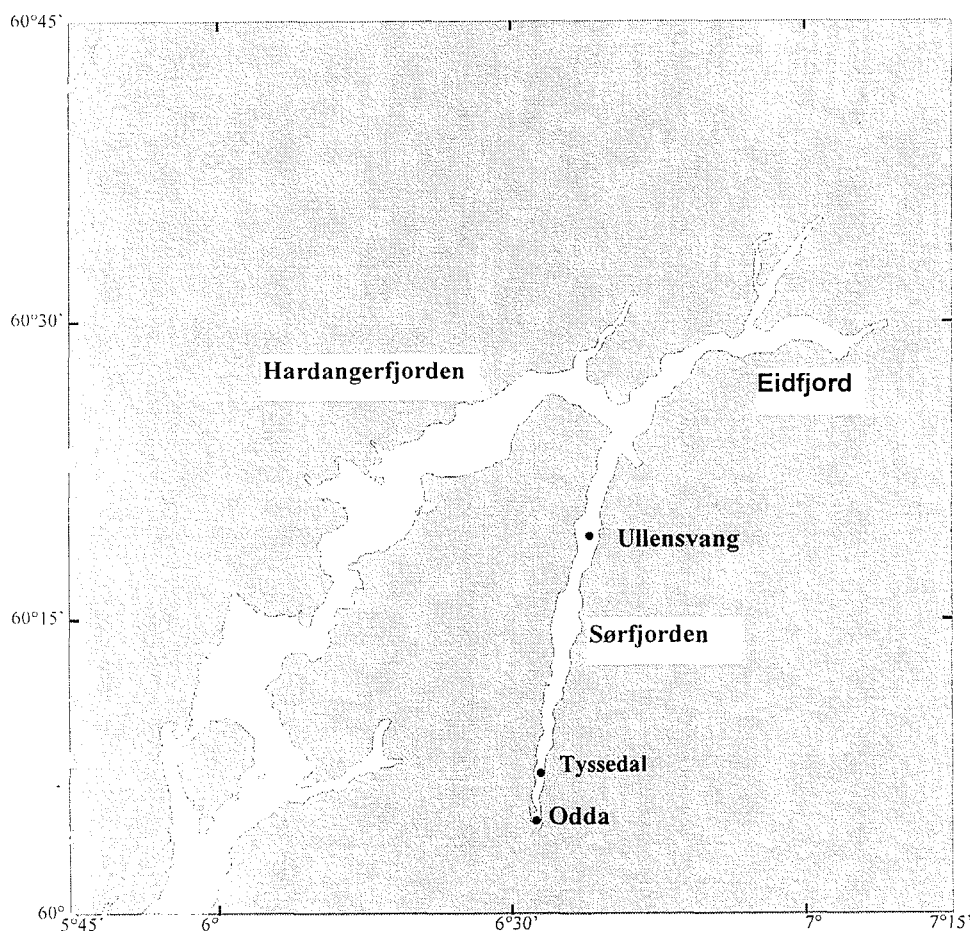 60°45'
60°30'
Hardangerfjorden
Eidfjord
Ullensvang
60°15'
Sørfjorden
Tyssedal
Odda
60°
5°45'
6°
6°30'
7°
7°15'